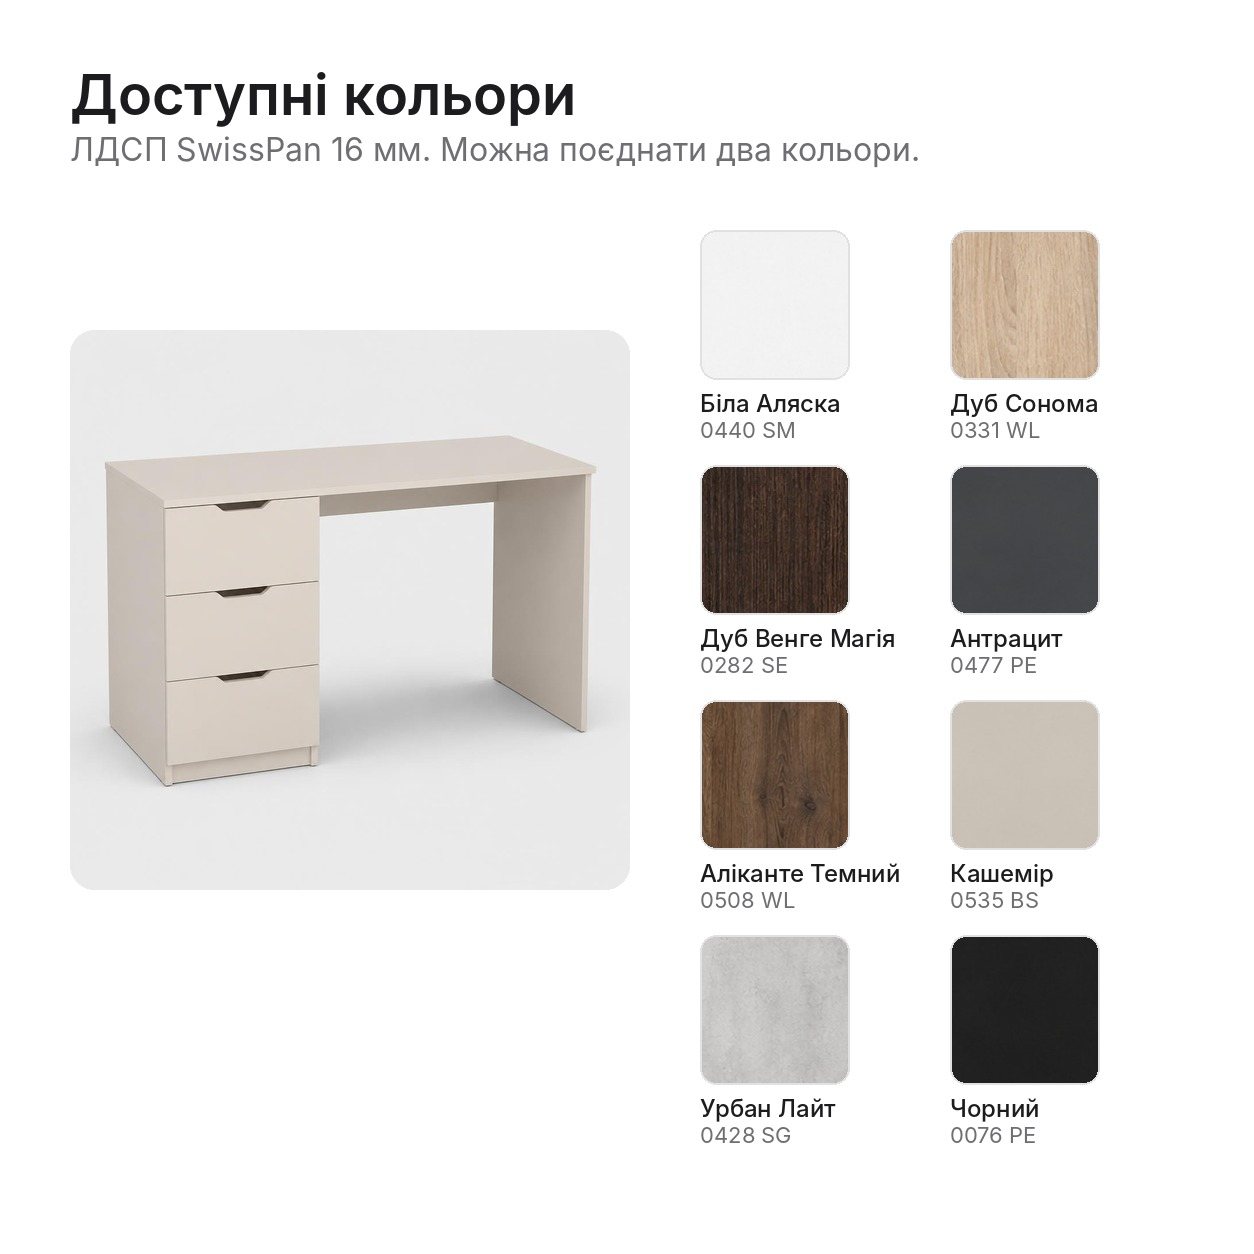 Доступні кольори
ЛДСП SwissPan 16 мм. Можна поєднати два кольори.
Біла Аляска
0440 SM
Дуб Сонома
0331 WL
Дуб Венге Магія
0282 SE
Антрацит
0477 PE
Аліканте Темний
0508 WL
Кашемір
0535 BS
Урбан Лайт
0428 SG
Чорний
0076 PE